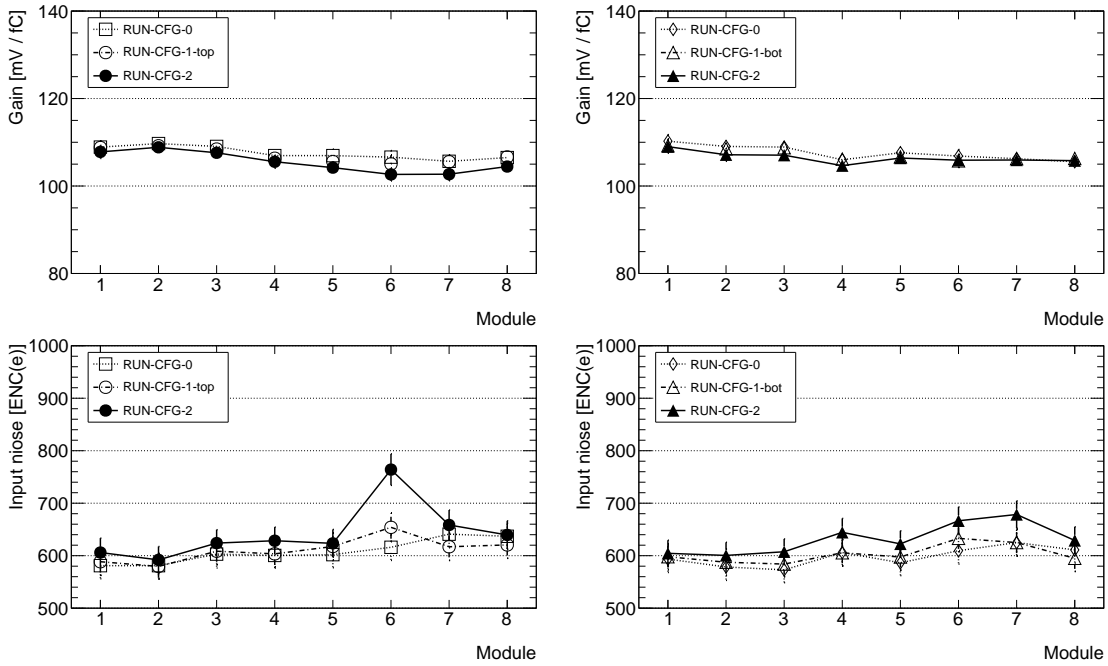 Gain [mV / fC]
140
120
100
80
RUN-CFG-0
RUN-CFG-1-top
RUN-CFG-2
1 2 3 4 5 6 7 8
Module
Gain [mV / fC]
140
120
100
80
RUN-CFG-0
RUN-CFG-1-bot
RUN-CFG-2
1 2 3 4 5 6 7 8
Module
Input niose [ENC(e)]
1000
900
800
700
600
500
RUN-CFG-0
RUN-CFG-1-top
RUN-CFG-2
1 2 3 4 5 6 7 8
Module
Input niose [ENC(e)]
1000
900
800
700
600
500
RUN-CFG-0
RUN-CFG-1-bot
RUN-CFG-2
1 2 3 4 5 6 7 8
Module